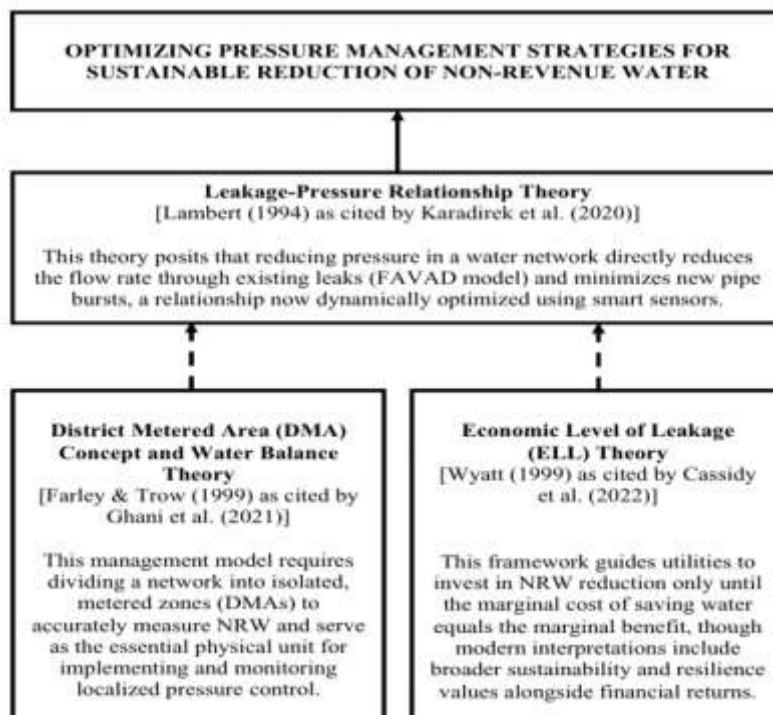 OPTIMIZING PRESSURE MANAGEMENT STRATEGIES FOR
SUSTAINABLE REDUCTION OF NON-REVENUE WATER
Leakage-Pressure Relationship Theory
[Lambert (1994) as cited by Karadirek et al. (2020)]
This theory posits that reducing pressure in a water network directly reduces
the flow rate through existing leaks (FAVAD model) and minimizes new pipe
bursts, a relationship now dynamically optimized using smart sensors.
District Metered Area (DMA)
Concept and Water Balance
Theory
[Farley & Trow (1999) as cited by
Ghani et al. (2021)]
This management model requires
dividing a network into isolated,
metered zones (DMAs) to
accurately measure NRW and serve
as the essential physical unit for
implementing and monitoring
localized pressure control.
Economic Level of Leakage
(ELL) Theory
[Wyatt (1999) as cited by Cassidy
et al. (2022)]
This framework guides utilities to
invest in NRW reduction only until
the marginal cost of saving water
equals the marginal benefit, though
modern interpretations include
broader sustainability and resilience
values alongside financial returns.